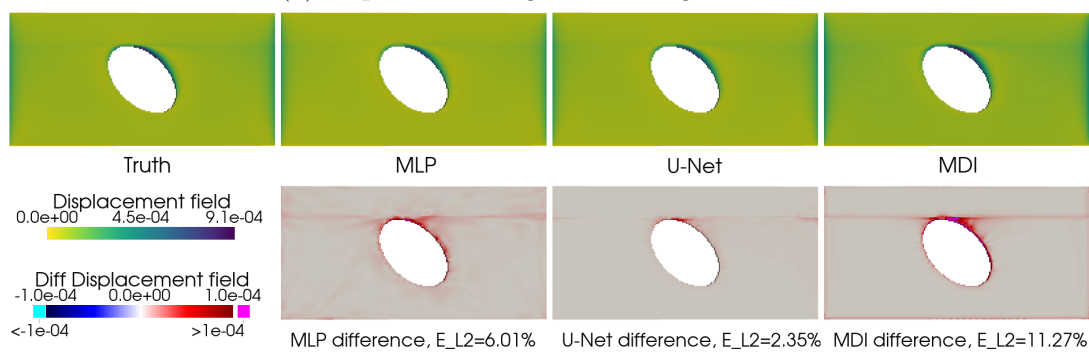 Truth
MLP
U-Net
MDI
Displacement field
0.0e+00 4.5e-04 9.1e-04
Diff Displacement field
-1.0e-04 0.0e+00 1.0e-04
<-1e-04 >1e-04
MLP difference, E_L2=6.01%
U-Net difference, E_L2=2.35%
MDI difference, E_L2=11.27%